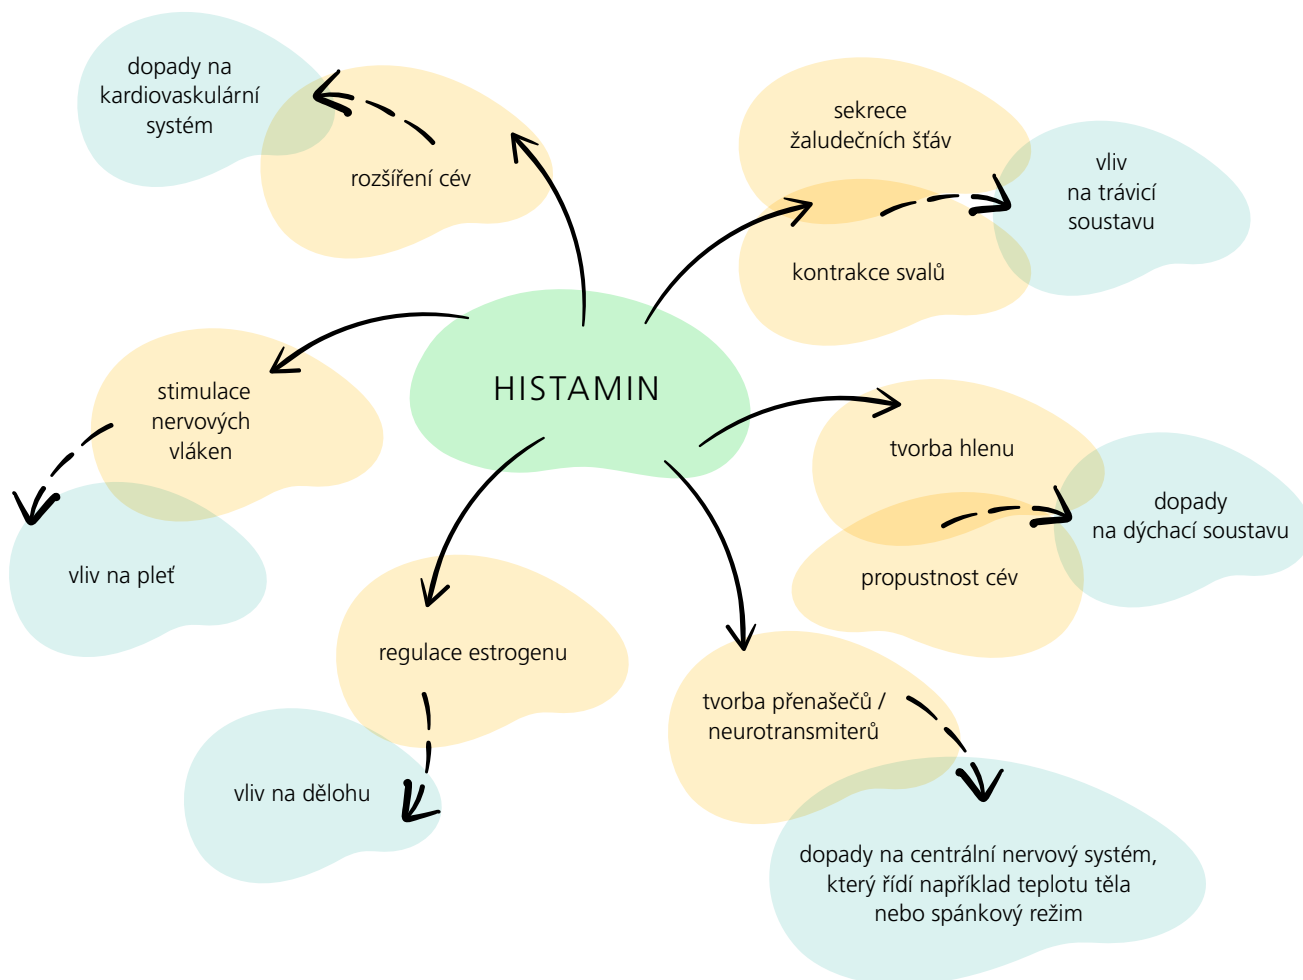 dopady na
kardiovaskulární
systém
rozšíření cév
sekrece
žaludečních šťáv
kontrakce svalů
vliv
na trávicí
soustavu
HISTAMIN
stimulace
nervových
vláken
vliv na pleť
tvorba hlenu
propustnost cév
dopady
na dýchací soustavu
regulace estrogenu
vliv na dělohu
tvorba přenašečů /
neurotransmiterů
dopady na centrální nervový systém,
který řídí například teplotu těla
nebo spánkový režim